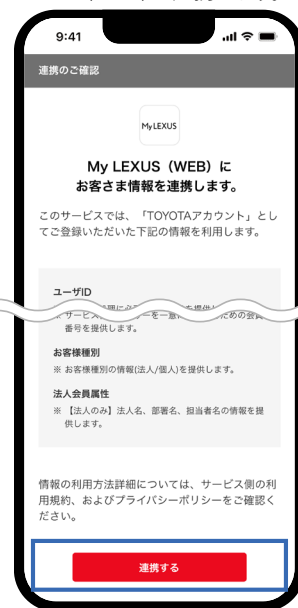 9:41
連携のご確認
My LEXUS
My LEXUS（WEB）に
お客さま情報を連携します。
このサービスでは、「TOYOTAアカウント」とし
てご登録いただいた下記の情報を利用します。
ユーザID
番号を提供します。
お客様種別
※ お客様種別の情報(法人/個人)を提供します。
法人会員属性
※ 【法人のみ】法人名、部署名、担当者名の情報を提
供します。
情報の利用方法詳細については、サービス側の利
用規約、およびプライバシーポリシーをご確認く
ださい。
連携する